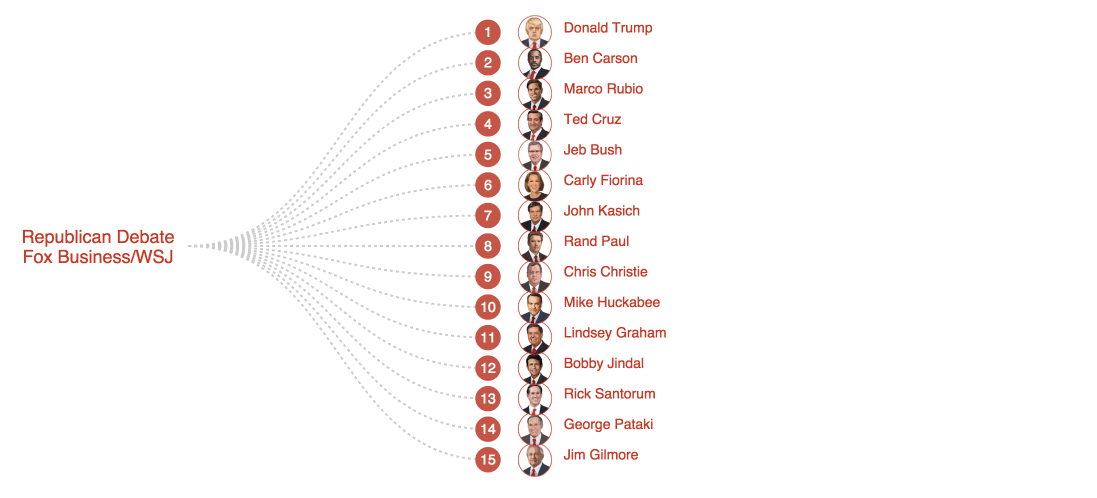 Republican Debate
Fox Business/WSJ
1 Donald Trump
2 Ben Carson
3 Marco Rubio
4 Ted Cruz
5 Jeb Bush
6 Carly Fiorina
7 John Kasich
8 Rand Paul
9 Chris Christie
10 Mike Huckabee
11 Lindsey Graham
12 Bobby Jindal
13 Rick Santorum
14 George Pataki
15 Jim Gilmore